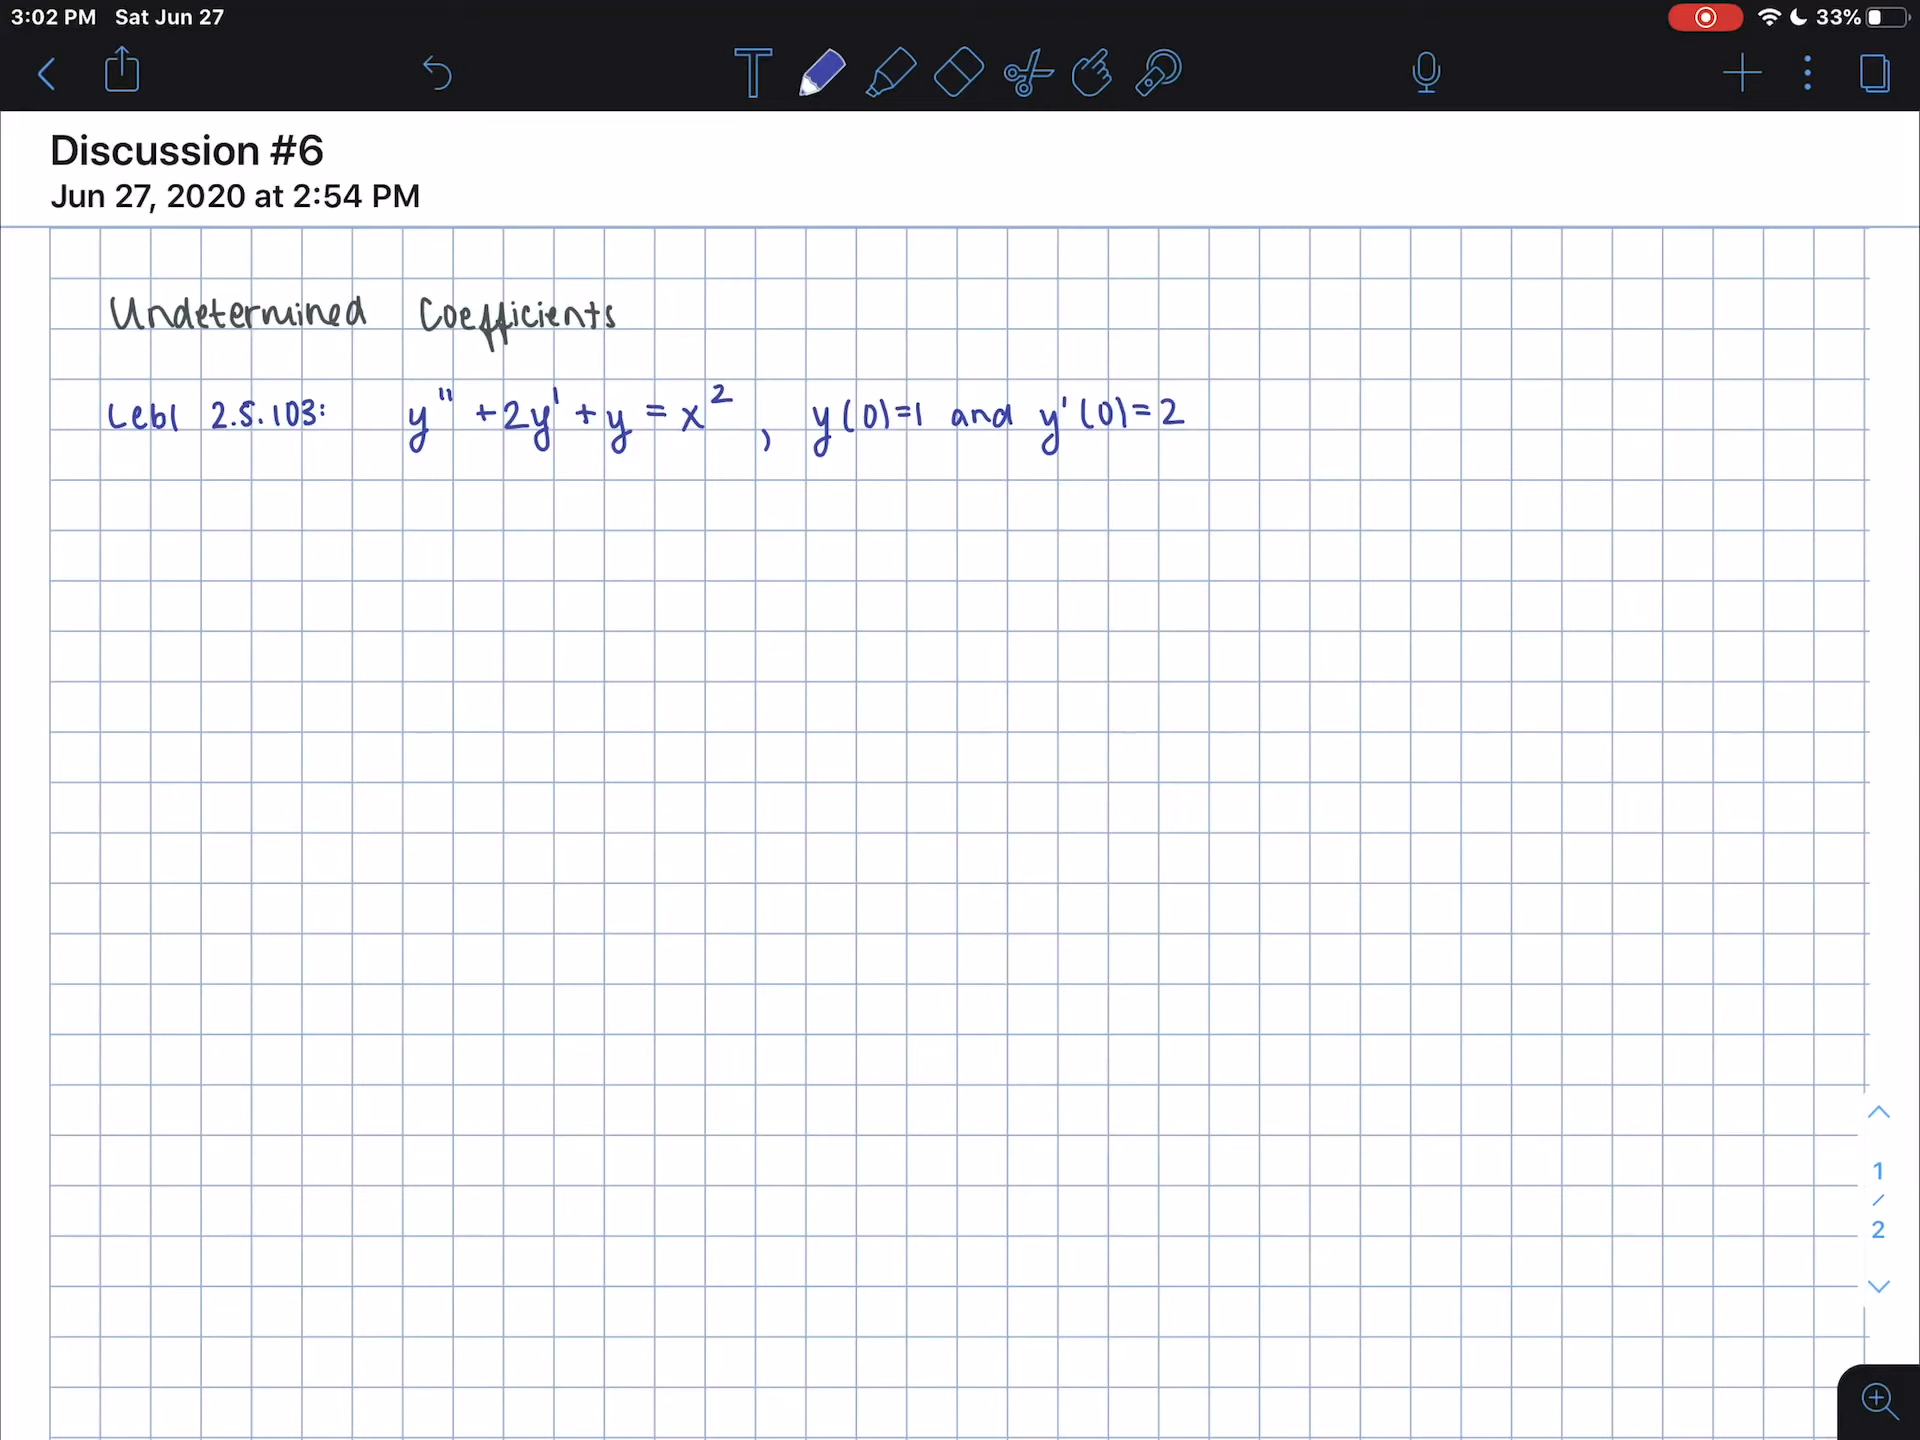 3:02 PM Sat Jun 27 33%
T
Discussion #6
Jun 27, 2020 at 2:54 PM
Undetermined Coefficients
Lebl 2.5.103: y'' + 2y' + y = x², y(0)=1 and y'(0)=2
1
/
2